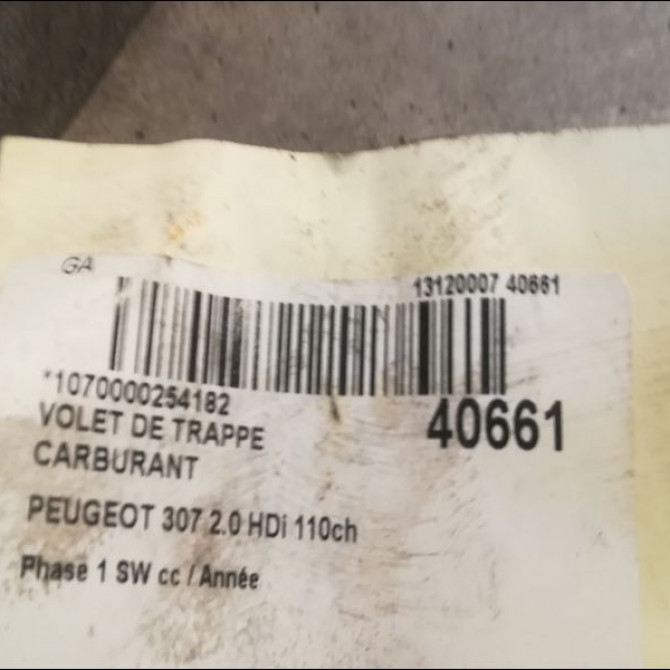 GA
13120007 40661
*1070000254182
40661
VOLET DE TRAPPE
CARBURANT
PEUGEOT 307 2.0 HDi 110ch
Phase 1 SW cc / Année